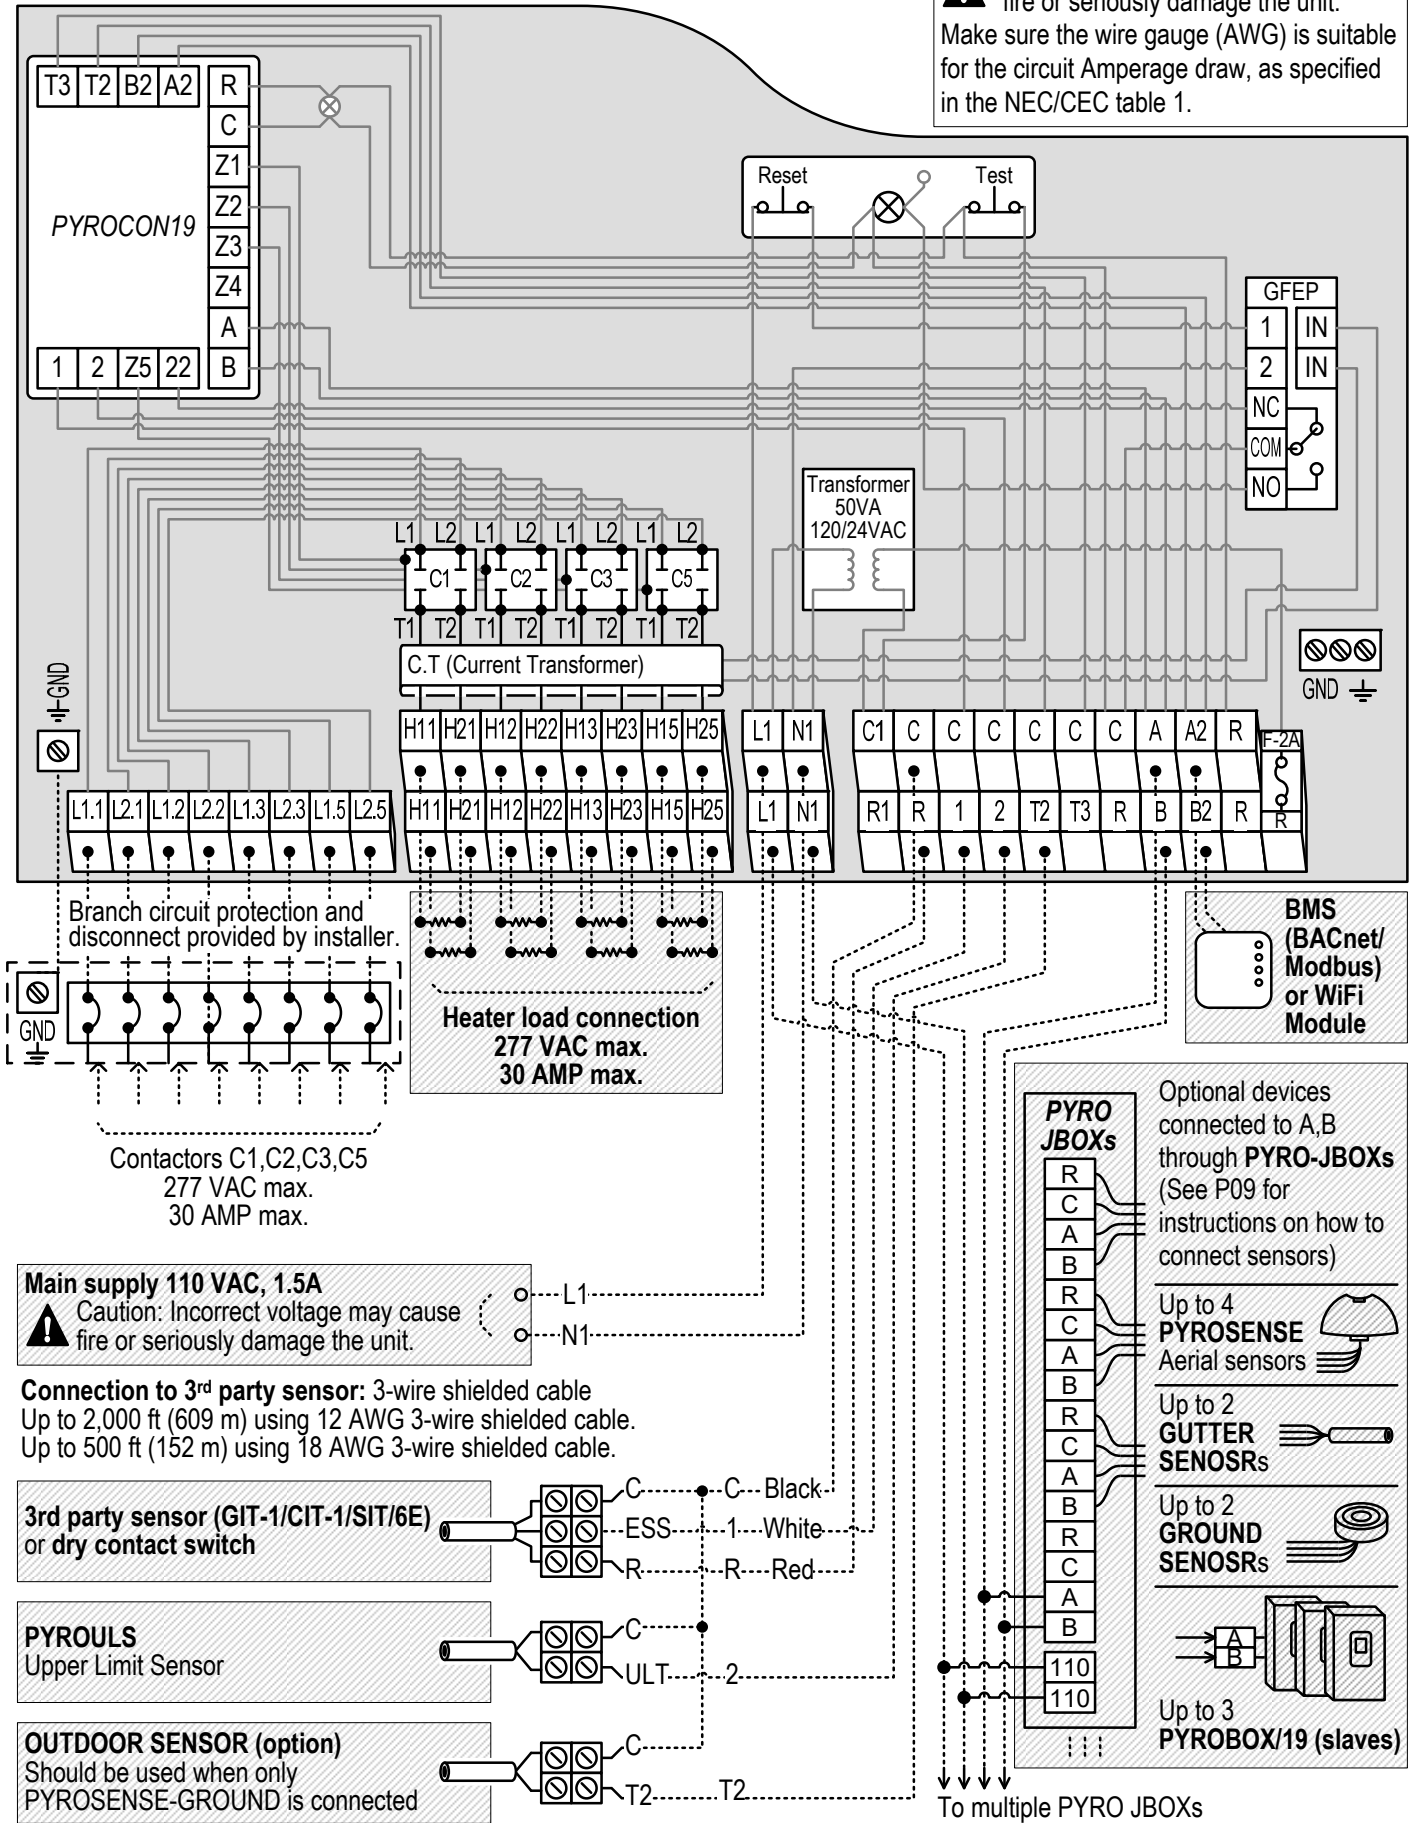 fire or seriously damage the unit.
Make sure the wire gauge (AWG) is suitable
for the circuit Amperage draw, as specified
in the NEC/CEC table 1.
T3 T2 B2 A2 R
C
Z1
Z2
PYROCON19
Z3
Z4
A
1 2 Z5 22 B
Reset Test
GFEP
1 IN
2 IN
NC
COM
NO
Transformer
50VA
120/24VAC
L1 L2 L1 L2 L1 L2 L1 L2
C1 C2 C3 C5
T1 T2 T1 T2 T1 T2 T1 T2
C.T (Current Transformer)
GND
GND
H11 H21 H12 H22 H13 H23 H15 H25
L1 N1
C1 C C C C C C A A2 R F-2A
L1.1 L2.1 L1.2 L2.2 L1.3 L2.3 L1.5 L2.5
H11 H21 H12 H22 H13 H23 H15 H25
L1 N1
R1 R 1 2 T2 T3 R B B2 R R
Branch circuit protection and
disconnect provided by installer.
GND
Heater load connection
277 VAC max.
30 AMP max.
BMS
(BACnet/
Modbus)
or WiFi
Module
Contactors C1,C2,C3,C5
277 VAC max.
30 AMP max.
PYRO
JBOXs
R
C
A
B
R
C
A
B
R
C
A
B
R
C
A
B
110
110
Optional devices
connected to A,B
through PYRO-JBOXs
(See P09 for
instructions on how to
connect sensors)
Up to 4
PYROSENSE
Aerial sensors
Up to 2
GUTTER
SENOSRs
Up to 2
GROUND
SENOSRs
A
B
Up to 3
PYROBOX/19 (slaves)
Main supply 110 VAC, 1.5A
Caution: Incorrect voltage may cause
fire or seriously damage the unit.
L1
N1
Connection to 3rd party sensor: 3-wire shielded cable
Up to 2,000 ft (609 m) using 12 AWG 3-wire shielded cable.
Up to 500 ft (152 m) using 18 AWG 3-wire shielded cable.
3rd party sensor (GIT-1/CIT-1/SIT/6E)
or dry contact switch
C C Black
ESS 1 White
R R Red
PYROULS
Upper Limit Sensor
C
ULT 2
OUTDOOR SENSOR (option)
Should be used when only
PYROSENSE-GROUND is connected
C
T2 T2
To multiple PYRO JBOXs